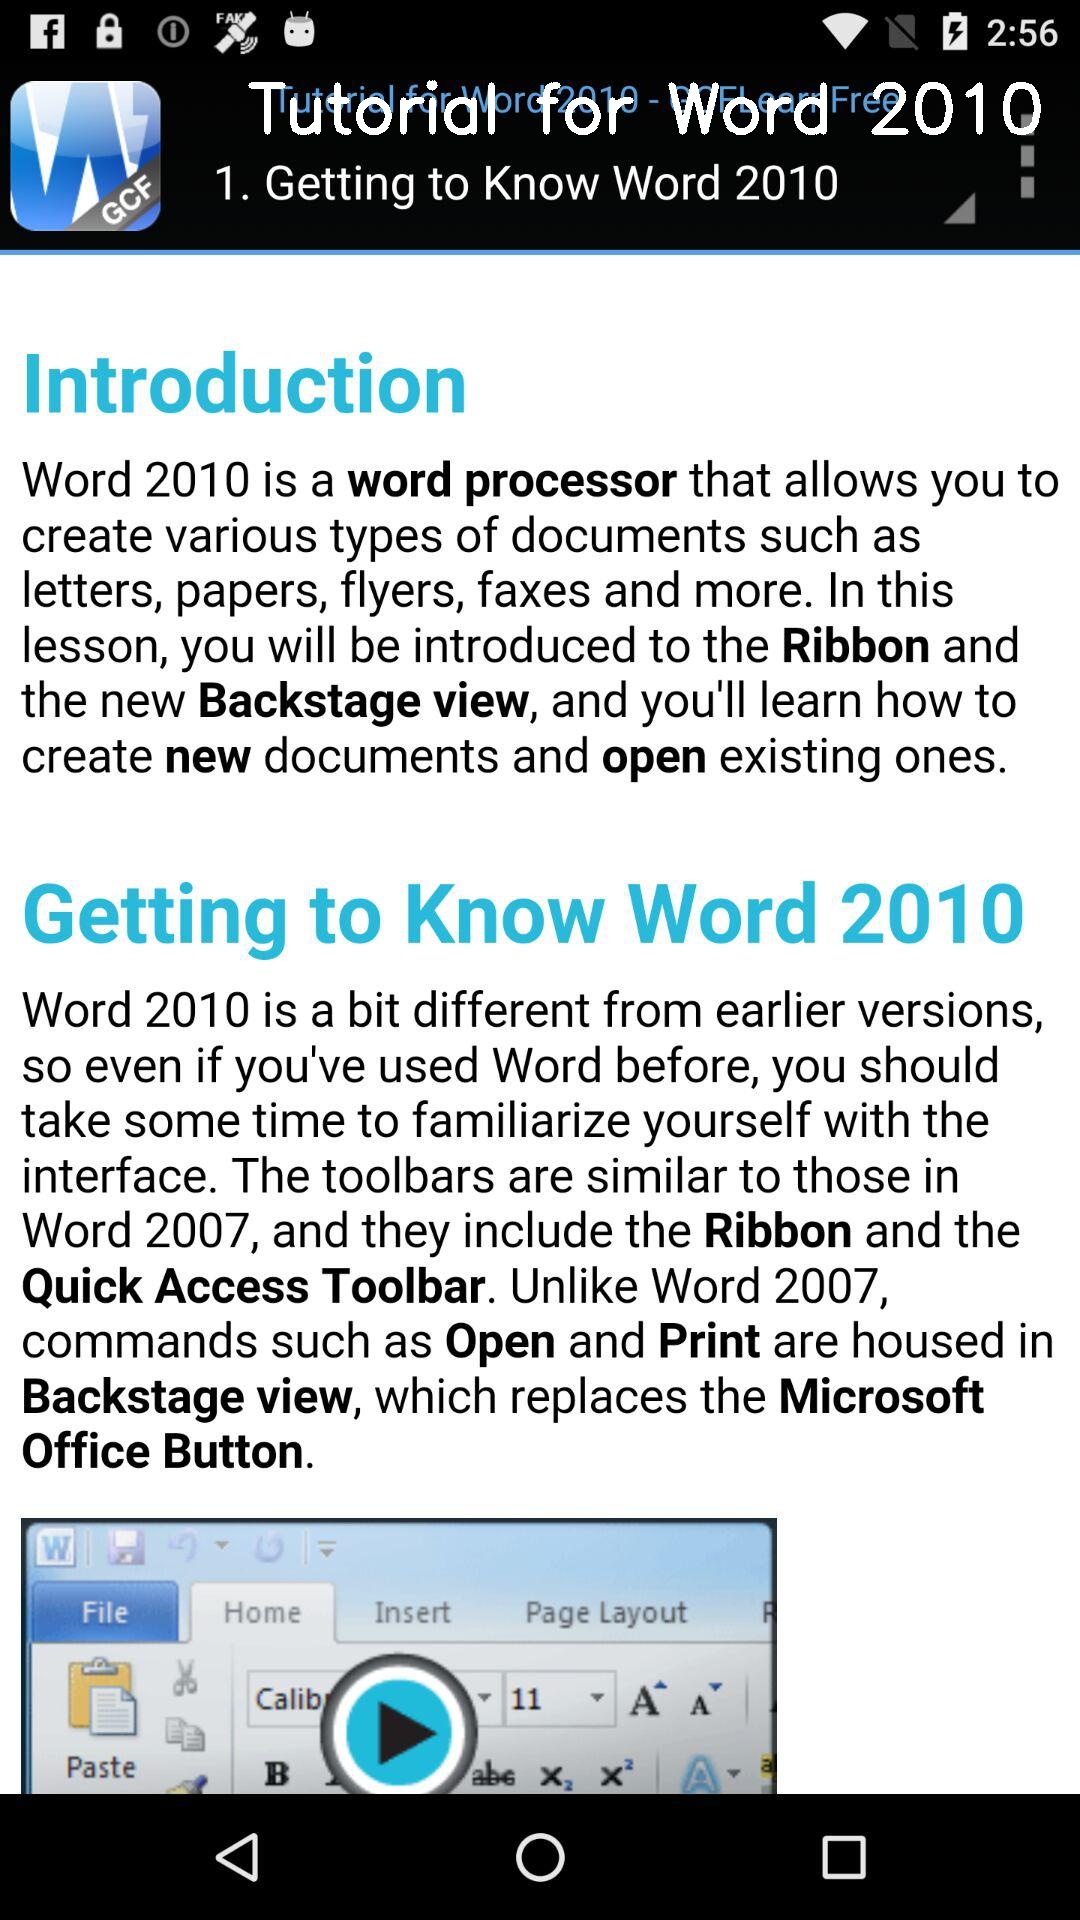 FAKE
2:56
Tutorial for Word 2010
Tutorial for Word 2010 - GCFLearnFree
GCF
1. Getting to Know Word 2010
Introduction
Word 2010 is a word processor that allows you to
create various types of documents such as
letters, papers, flyers, faxes and more. In this
lesson, you will be introduced to the Ribbon and
the new Backstage view, and you'll learn how to
create new documents and open existing ones.
Getting to Know Word 2010
Word 2010 is a bit different from earlier versions,
so even if you've used Word before, you should
take some time to familiarize yourself with the
interface. The toolbars are similar to those in
Word 2007, and they include the Ribbon and the
Quick Access Toolbar. Unlike Word 2007,
commands such as Open and Print are housed in
Backstage view, which replaces the Microsoft
Office Button.
W
File Home Insert Page Layout
11 A A
Paste
B abc x₂ x² A